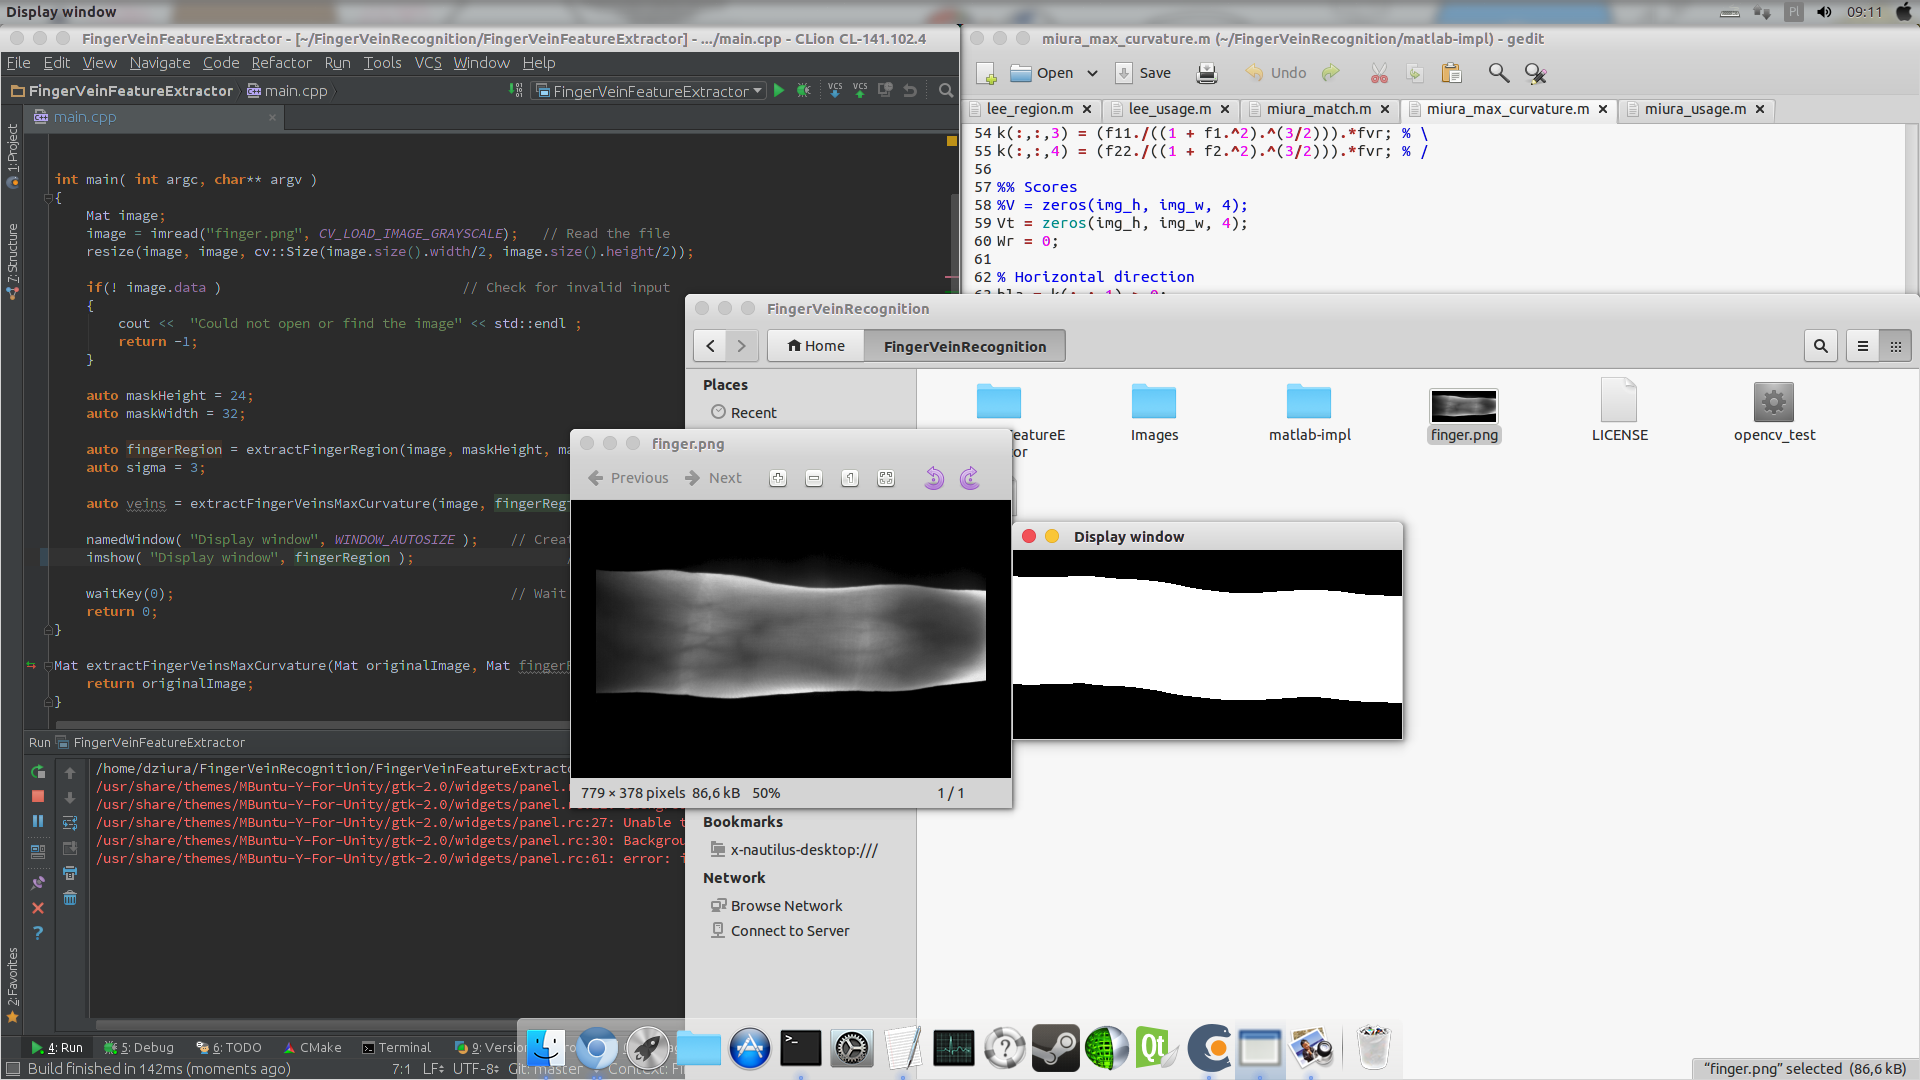 Display window
Pl
09:11
FingerVeinFeatureExtractor - [~/FingerVeinRecognition/FingerVeinFeatureExtractor] - .../main.cpp - CLion CL-141.102.4
File Edit View Navigate Code Refactor Run Tools VCS Window Help
FingerVeinFeatureExtractor main.cpp
FingerVeinFeatureExtractor
VCS VCS
main.cpp
1: Project
7: Structure
2: Favorites
int main( int argc, char** argv )
{
Mat image;
image = imread("finger.png", CV_LOAD_IMAGE_GRAYSCALE); // Read the file
resize(image, image, cv::Size(image.size().width/2, image.size().height/2));
if(! image.data ) // Check for invalid input
{
cout << "Could not open or find the image" << std::endl ;
return -1;
}
auto maskHeight = 24;
auto maskWidth = 32;
auto fingerRegion = extractFingerRegion(image, maskHeight, ma
auto sigma = 3;
auto veins = extractFingerVeinsMaxCurvature(image, fingerRegi
namedWindow( "Display window", WINDOW_AUTOSIZE ); // Creat
imshow( "Display window", fingerRegion );
waitKey(0); // Wait
return 0;
}
Mat extractFingerVeinsMaxCurvature(Mat originalImage, Mat fingerR
return originalImage;
}
Run FingerVeinFeatureExtractor
/home/dziura/FingerVeinRecognition/FingerVeinFeatureExtracto
/usr/share/themes/MBuntu-Y-For-Unity/gtk-2.0/widgets/panel.r
/usr/share/themes/MBuntu-Y-For-Unity/gtk-2.0/widgets/panel.
/usr/share/themes/MBuntu-Y-For-Unity/gtk-2.0/widgets/panel.rc:27: Unable t
/usr/share/themes/MBuntu-Y-For-Unity/gtk-2.0/widgets/panel.rc:30: Backgrou
/usr/share/themes/MBuntu-Y-For-Unity/gtk-2.0/widgets/panel.rc:61: error: i
4: Run 5: Debug 6: TODO CMake Terminal 9: Versio
Build finished in 142ms (moments ago) 7:1 LF UTF-8 Git: master Context:
miura_max_curvature.m (~/FingerVeinRecognition/matlab-impl) - gedit
Open Save Undo
lee_region.m lee_usage.m miura_match.m miura_max_curvature.m miura_usage.m
54 k(:,:,3) = (f11./((1 + f1.^2).^(3/2))).*fvr; % \
55 k(:,:,4) = (f22./((1 + f2.^2).^(3/2))).*fvr; % /
56
57 %% Scores
58 %V = zeros(img_h, img_w, 4);
59 Vt = zeros(img_h, img_w, 4);
60 Wr = 0;
61
62 % Horizontal direction
FingerVeinRecognition
Home FingerVeinRecognition
Places
Recent
Bookmarks
x-nautilus-desktop:///
Network
Browse Network
Connect to Server
eatureE
or
Images
matlab-impl
finger.png
LICENSE
opencv_test
finger.png
Previous Next
779 × 378 pixels 86,6 kB 50% 1 / 1
Display window
Qt
"finger.png" selected (86,6 kB)